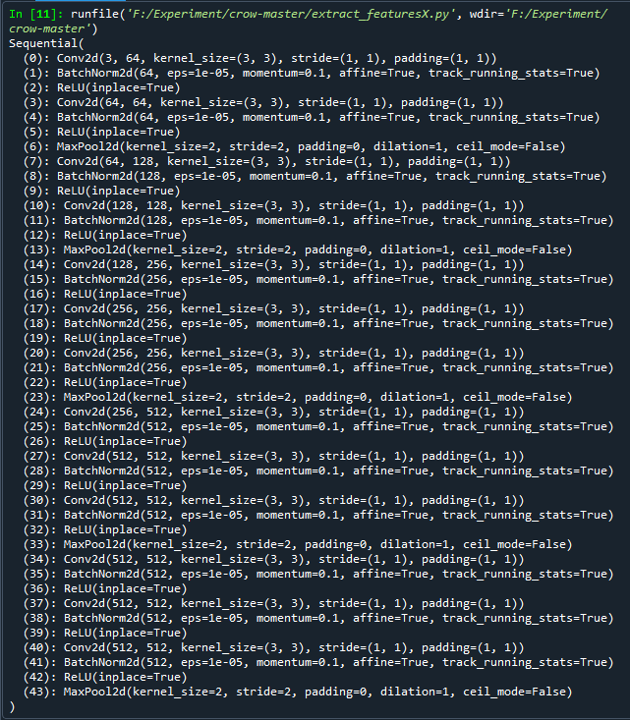 In [11]: runfile('F:/Experiment/crow-master/extract_featuresX.py', wdir='F:/Experiment/
crow-master')
Sequential(
  (0): Conv2d(3, 64, kernel_size=(3, 3), stride=(1, 1), padding=(1, 1))
  (1): BatchNorm2d(64, eps=1e-05, momentum=0.1, affine=True, track_running_stats=True)
  (2): ReLU(inplace=True)
  (3): Conv2d(64, 64, kernel_size=(3, 3), stride=(1, 1), padding=(1, 1))
  (4): BatchNorm2d(64, eps=1e-05, momentum=0.1, affine=True, track_running_stats=True)
  (5): ReLU(inplace=True)
  (6): MaxPool2d(kernel_size=2, stride=2, padding=0, dilation=1, ceil_mode=False)
  (7): Conv2d(64, 128, kernel_size=(3, 3), stride=(1, 1), padding=(1, 1))
  (8): BatchNorm2d(128, eps=1e-05, momentum=0.1, affine=True, track_running_stats=True)
  (9): ReLU(inplace=True)
  (10): Conv2d(128, 128, kernel_size=(3, 3), stride=(1, 1), padding=(1, 1))
  (11): BatchNorm2d(128, eps=1e-05, momentum=0.1, affine=True, track_running_stats=True)
  (12): ReLU(inplace=True)
  (13): MaxPool2d(kernel_size=2, stride=2, padding=0, dilation=1, ceil_mode=False)
  (14): Conv2d(128, 256, kernel_size=(3, 3), stride=(1, 1), padding=(1, 1))
  (15): BatchNorm2d(256, eps=1e-05, momentum=0.1, affine=True, track_running_stats=True)
  (16): ReLU(inplace=True)
  (17): Conv2d(256, 256, kernel_size=(3, 3), stride=(1, 1), padding=(1, 1))
  (18): BatchNorm2d(256, eps=1e-05, momentum=0.1, affine=True, track_running_stats=True)
  (19): ReLU(inplace=True)
  (20): Conv2d(256, 256, kernel_size=(3, 3), stride=(1, 1), padding=(1, 1))
  (21): BatchNorm2d(256, eps=1e-05, momentum=0.1, affine=True, track_running_stats=True)
  (22): ReLU(inplace=True)
  (23): MaxPool2d(kernel_size=2, stride=2, padding=0, dilation=1, ceil_mode=False)
  (24): Conv2d(256, 512, kernel_size=(3, 3), stride=(1, 1), padding=(1, 1))
  (25): BatchNorm2d(512, eps=1e-05, momentum=0.1, affine=True, track_running_stats=True)
  (26): ReLU(inplace=True)
  (27): Conv2d(512, 512, kernel_size=(3, 3), stride=(1, 1), padding=(1, 1))
  (28): BatchNorm2d(512, eps=1e-05, momentum=0.1, affine=True, track_running_stats=True)
  (29): ReLU(inplace=True)
  (30): Conv2d(512, 512, kernel_size=(3, 3), stride=(1, 1), padding=(1, 1))
  (31): BatchNorm2d(512, eps=1e-05, momentum=0.1, affine=True, track_running_stats=True)
  (32): ReLU(inplace=True)
  (33): MaxPool2d(kernel_size=2, stride=2, padding=0, dilation=1, ceil_mode=False)
  (34): Conv2d(512, 512, kernel_size=(3, 3), stride=(1, 1), padding=(1, 1))
  (35): BatchNorm2d(512, eps=1e-05, momentum=0.1, affine=True, track_running_stats=True)
  (36): ReLU(inplace=True)
  (37): Conv2d(512, 512, kernel_size=(3, 3), stride=(1, 1), padding=(1, 1))
  (38): BatchNorm2d(512, eps=1e-05, momentum=0.1, affine=True, track_running_stats=True)
  (39): ReLU(inplace=True)
  (40): Conv2d(512, 512, kernel_size=(3, 3), stride=(1, 1), padding=(1, 1))
  (41): BatchNorm2d(512, eps=1e-05, momentum=0.1, affine=True, track_running_stats=True)
  (42): ReLU(inplace=True)
  (43): MaxPool2d(kernel_size=2, stride=2, padding=0, dilation=1, ceil_mode=False)
)